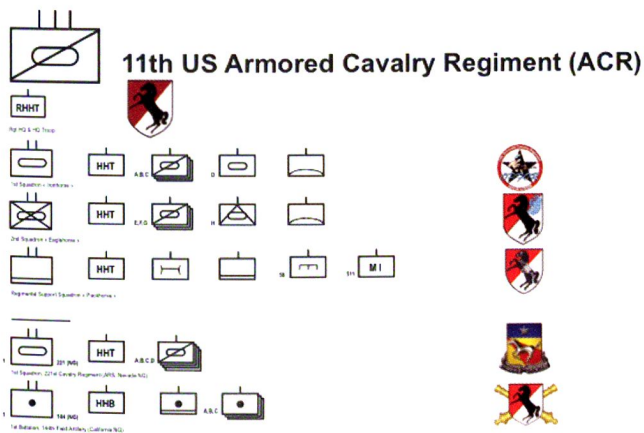 11th US Armored Cavalry Regiment (ACR)
RHHT
Rgt HQ & HQ Troop
HHT A,B,C D
1st Squadron « Ironhorse »
HHT E,F,G H
2nd Squadron « Eaglehorse »
HHT 58 511 M I
Regimental Support Squadron « Packhorse »
1 221 (NG) HHT A,B,C,D
1st Squadron, 221st Cavalry Regiment (ARS, Nevada NG)
1 144 (NG) HHB A,B,C
1st Battalion, 144th Field Artillery (California NG)